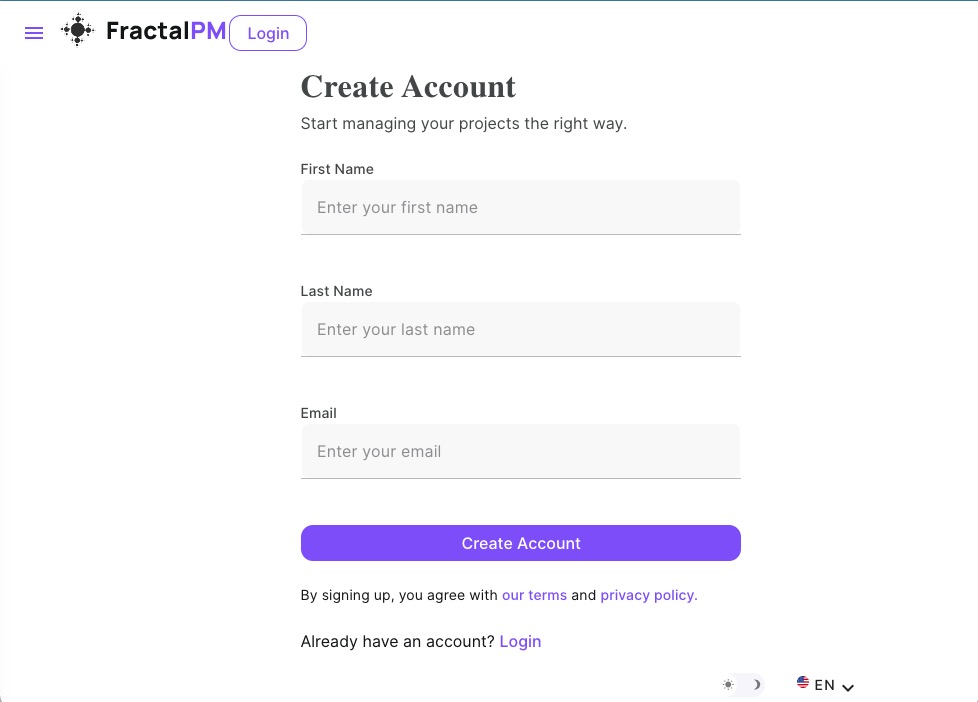 FractalPM
Login
Create Account
Start managing your projects the right way.
First Name
Enter your first name
Last Name
Enter your last name
Email
Enter your email
Create Account
By signing up, you agree with our terms and privacy policy.
Already have an account? Login
EN